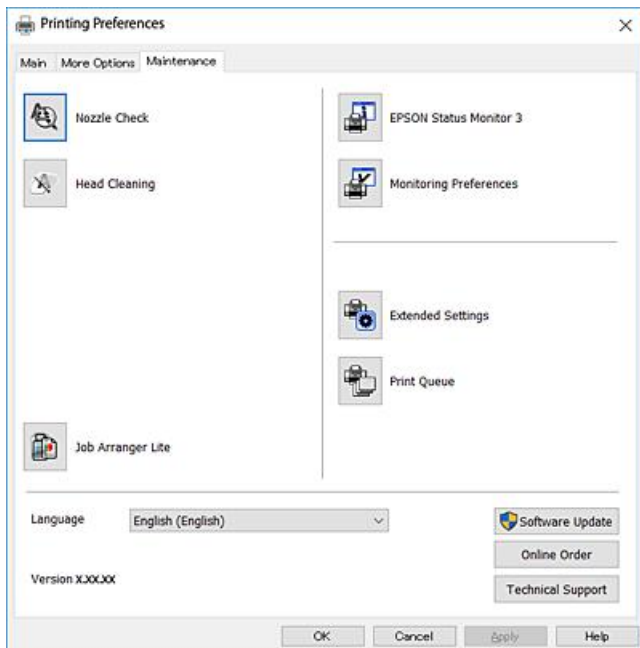 Printing Preferences
Main More Options Maintenance
Nozzle Check
EPSON Status Monitor 3
Head Cleaning
Monitoring Preferences
Extended Settings
Print Queue
Job Arranger Lite
Language English (English)
Software Update
Online Order
Version X.XX.XX
Technical Support
OK Cancel Apply Help